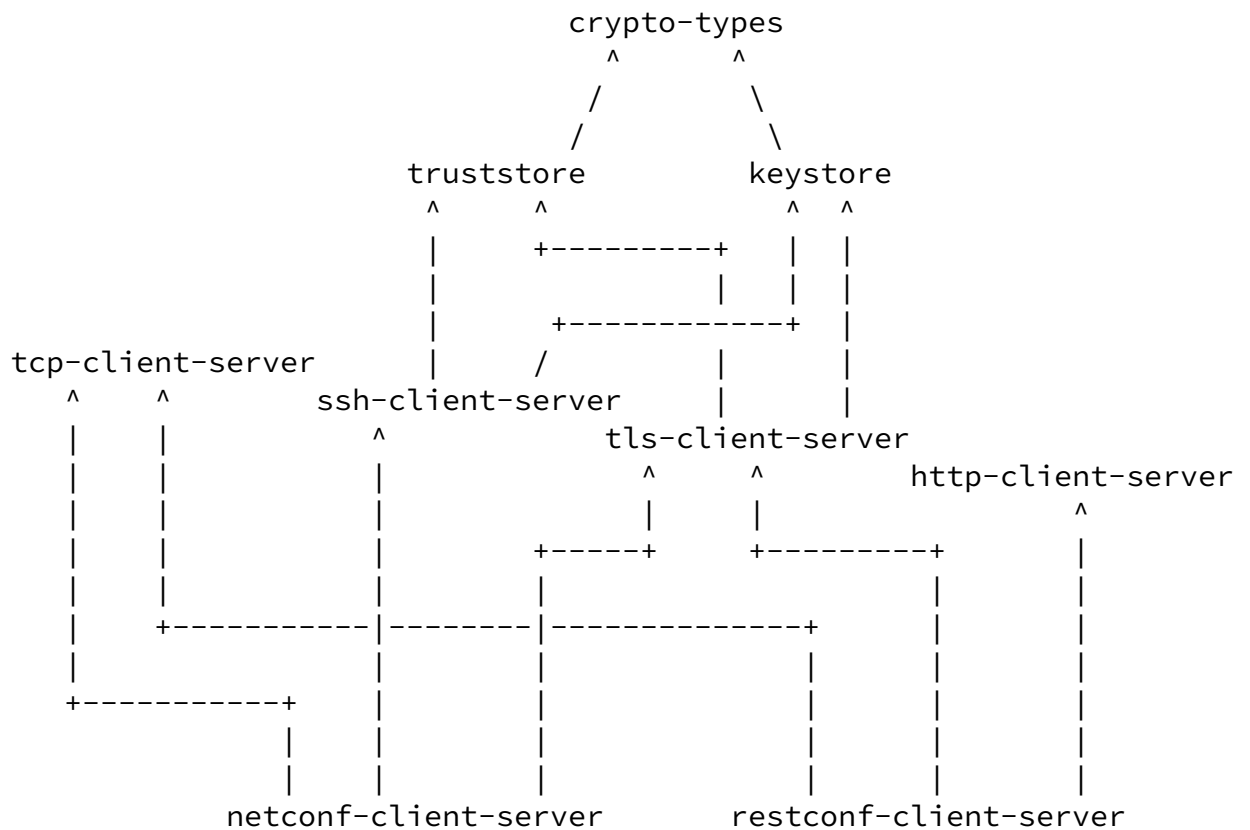 crypto-types
truststore keystore
tcp-client-server
ssh-client-server
tls-client-server
http-client-server
netconf-client-server restconf-client-server